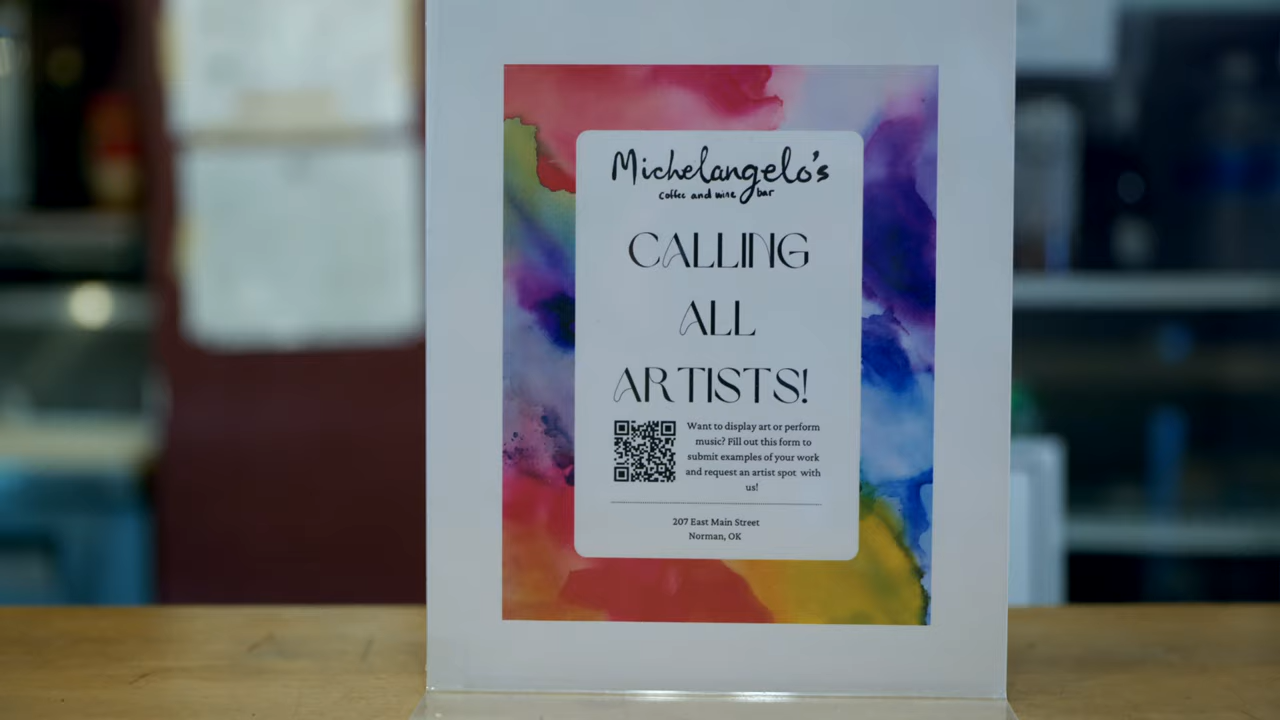 Michelangelo's
coffee and wine bar
CALLING
ALL
ARTISTS!
Want to display art or perform
music? Fill out this form to
submit examples of your work
and request an artist spot with
us!
207 East Main Street
Norman, OK